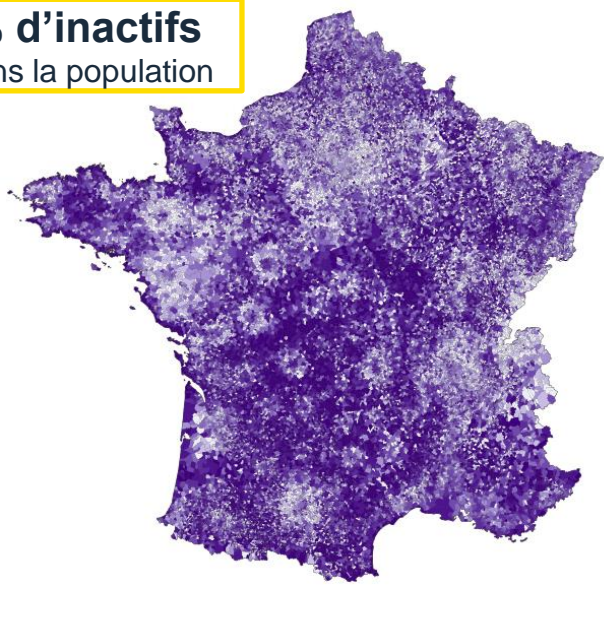 % d’inactifs
ns la population